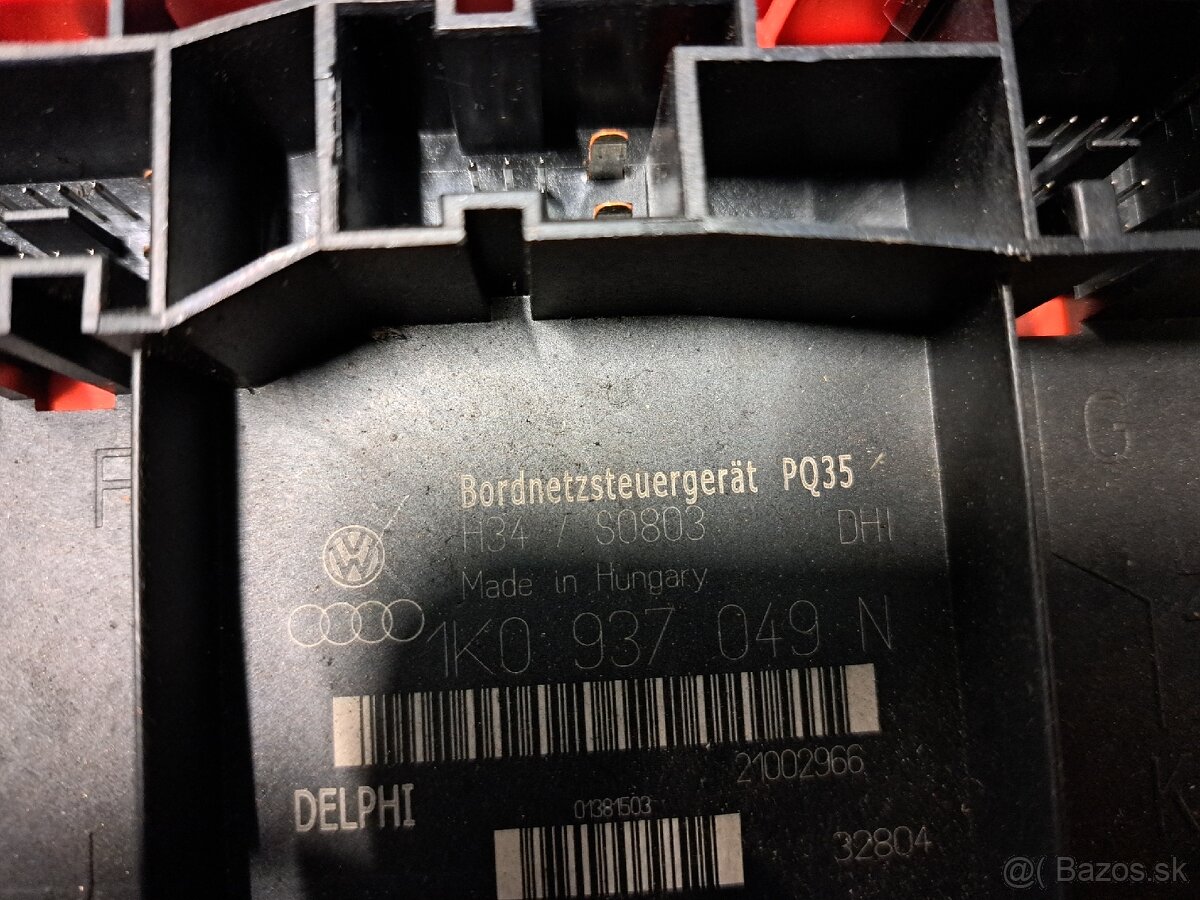 F
G
Bordnetzsteuergerät PQ35
H34 / S0803 DHI
Made in Hungary
1K0 937 049 N
21002966
DELPHI
01381503
32804
K
@( Bazos.sk